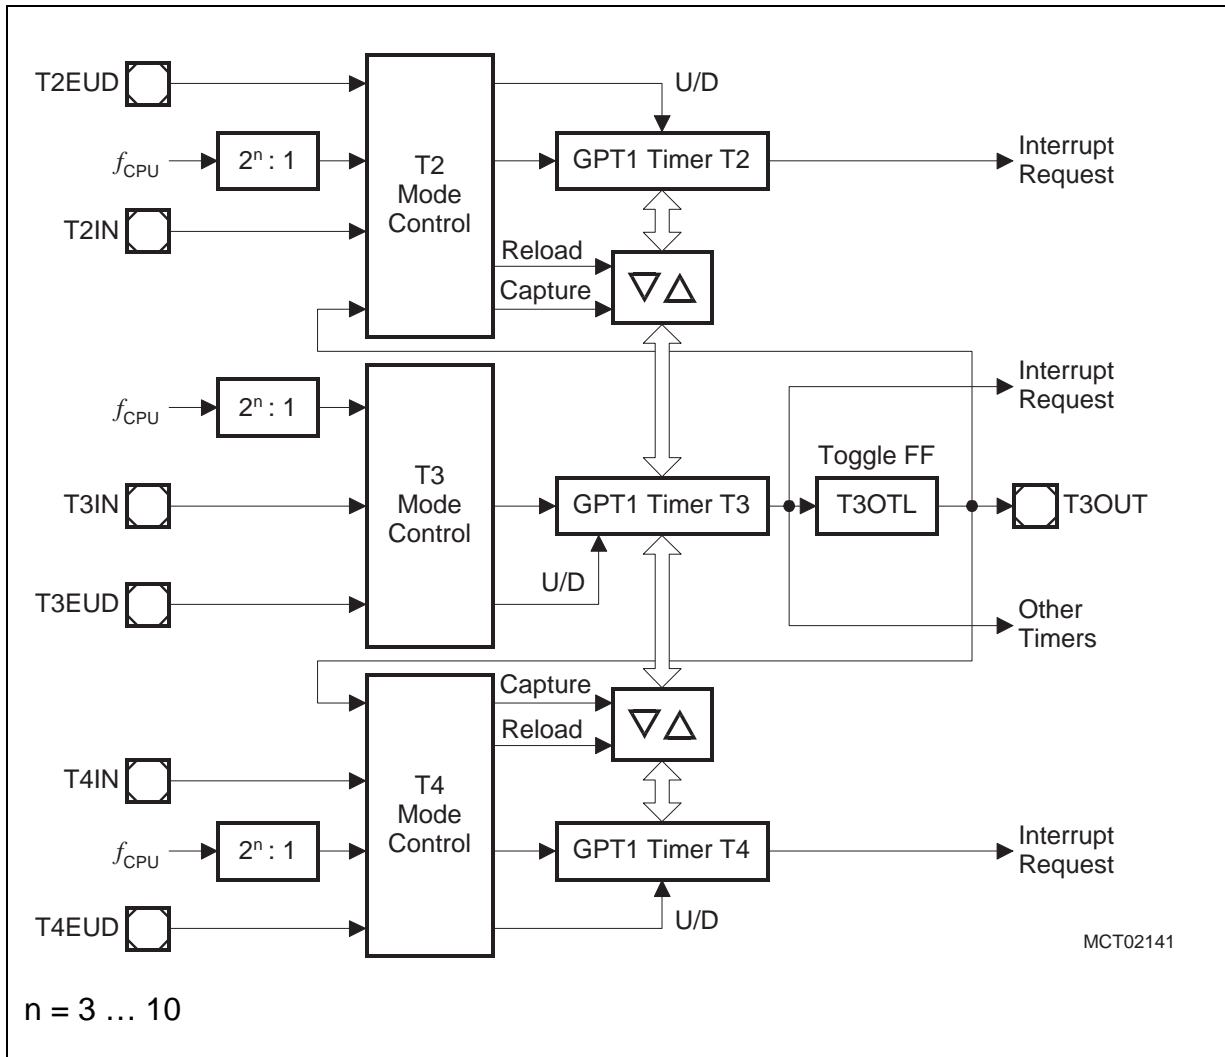 T2EUD
U/D
fCPU
2ⁿ : 1
T2
Mode
Control
GPT1 Timer T2
Interrupt
Request
T2IN
Reload
Capture
fCPU
2ⁿ : 1
Interrupt
Request
T3IN
T3
Mode
Control
GPT1 Timer T3
Toggle FF
T3OTL
T3OUT
T3EUD
U/D
Other
Timers
Capture
Reload
T4IN
T4
Mode
Control
fCPU
2ⁿ : 1
GPT1 Timer T4
Interrupt
Request
T4EUD
U/D
MCT02141
n = 3 … 10